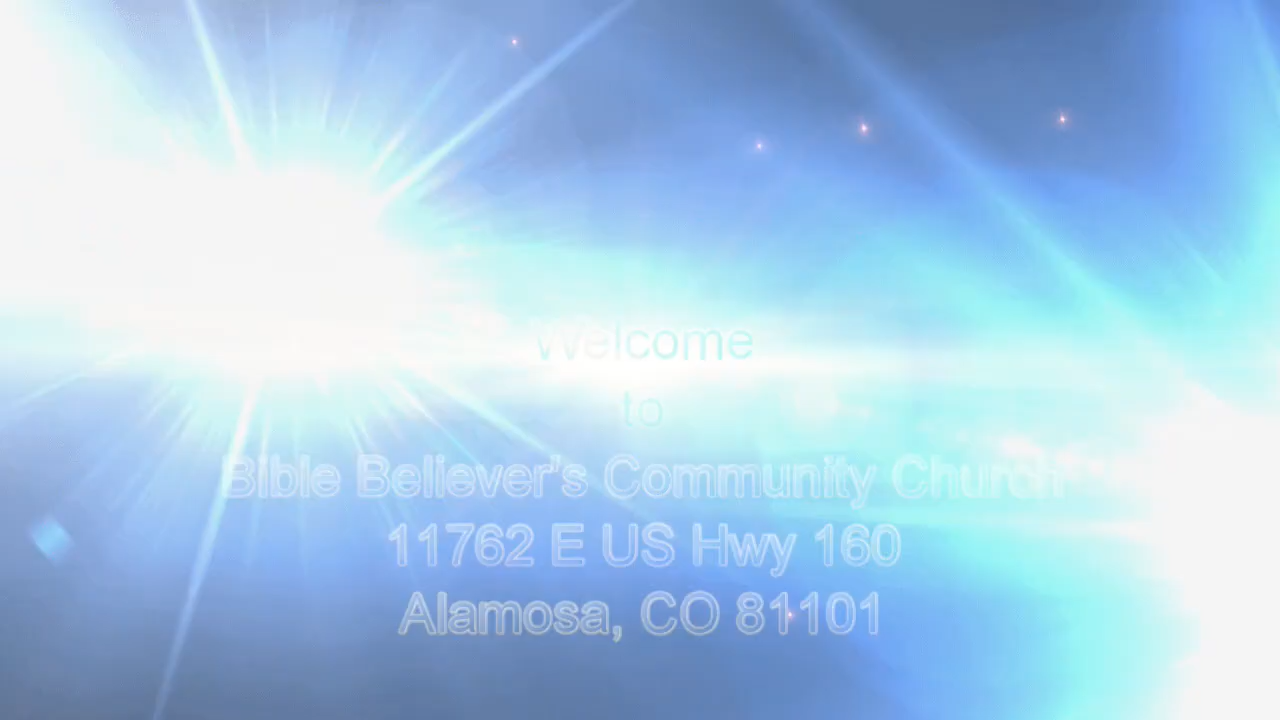 Welcome
to
Bible Believer's Community Church
11762 E US Hwy 160
Alamosa, CO 81101